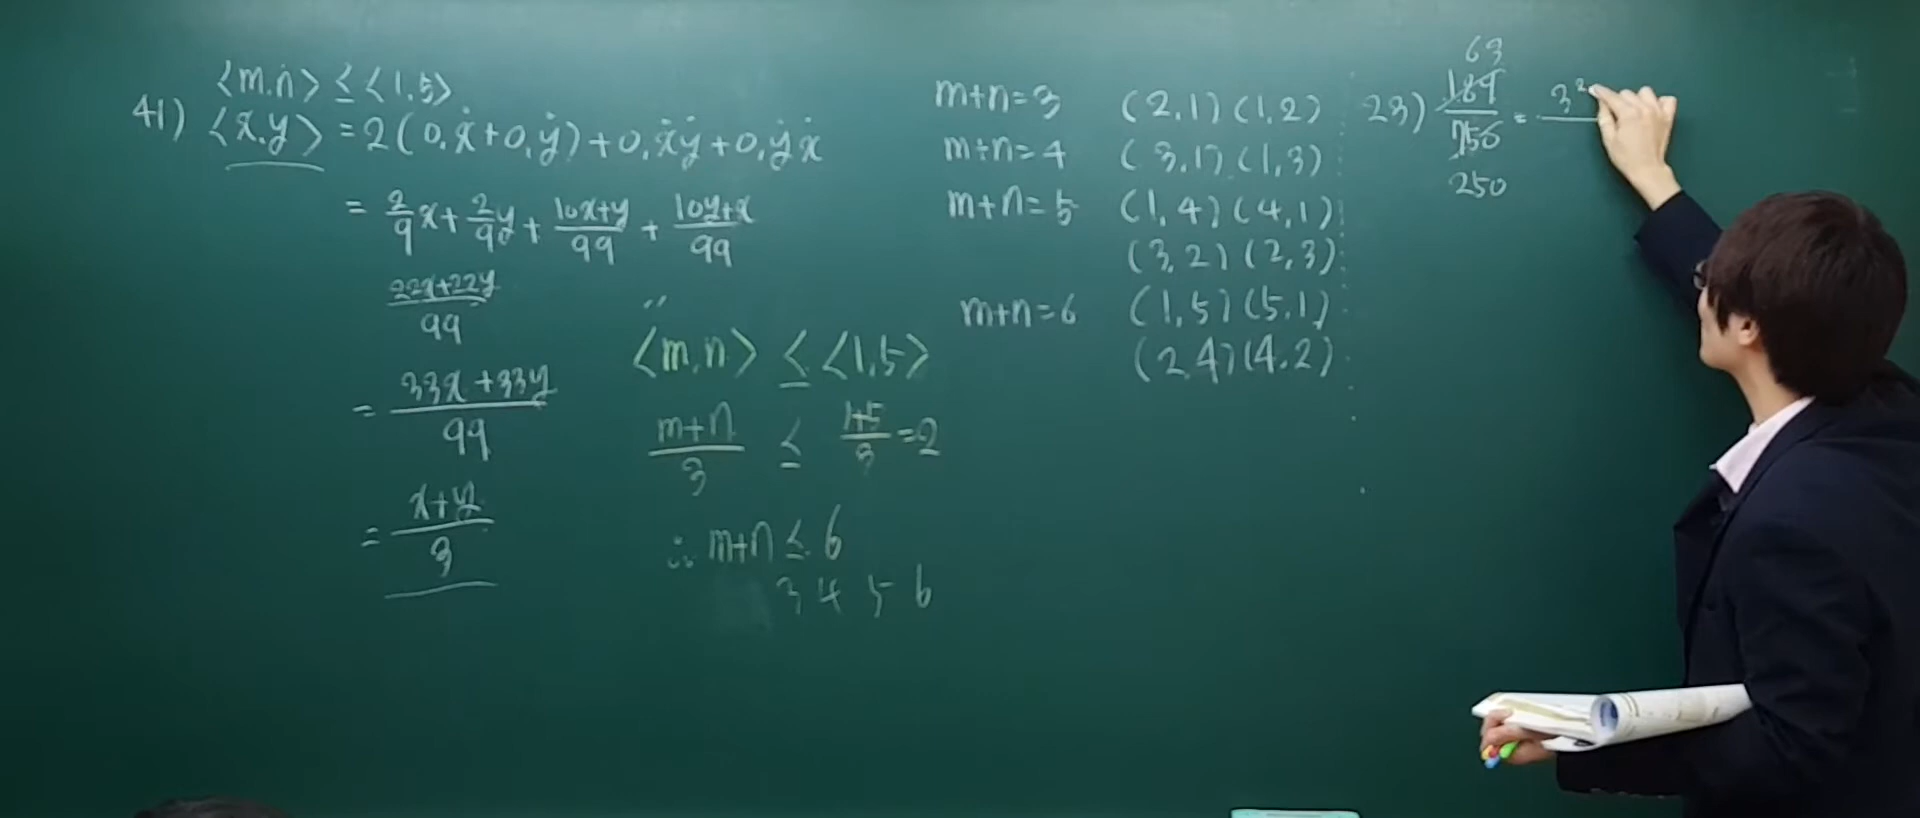 ⟨m.n⟩ ≤ ⟨1.5⟩
41) ⟨x.y⟩ = 2(0.ẋ+0.ẏ)+0.ẋẏ+0.ẏẋ
= 2/9 x + 2/9 y + (10x+y)/99 + (10y+x)/99
(22x+22y)/99
= (33x+33y)/99
= (x+y)/3
⟨m.n⟩ ≤ ⟨1.5⟩
(m+n)/3 ≤ (1+5)/3 = 2
∴ m+n ≤ 6
3 4 5 6
m+n=3 (2,1) (1,2)
m+n=4 (3,1) (1,3)
m+n=5 (1,4) (4,1)
(3,2) (2,3)
m+n=6 (1,5) (5,1)
(2,4) (4,2)
63
23) 189/750 = 3²
250